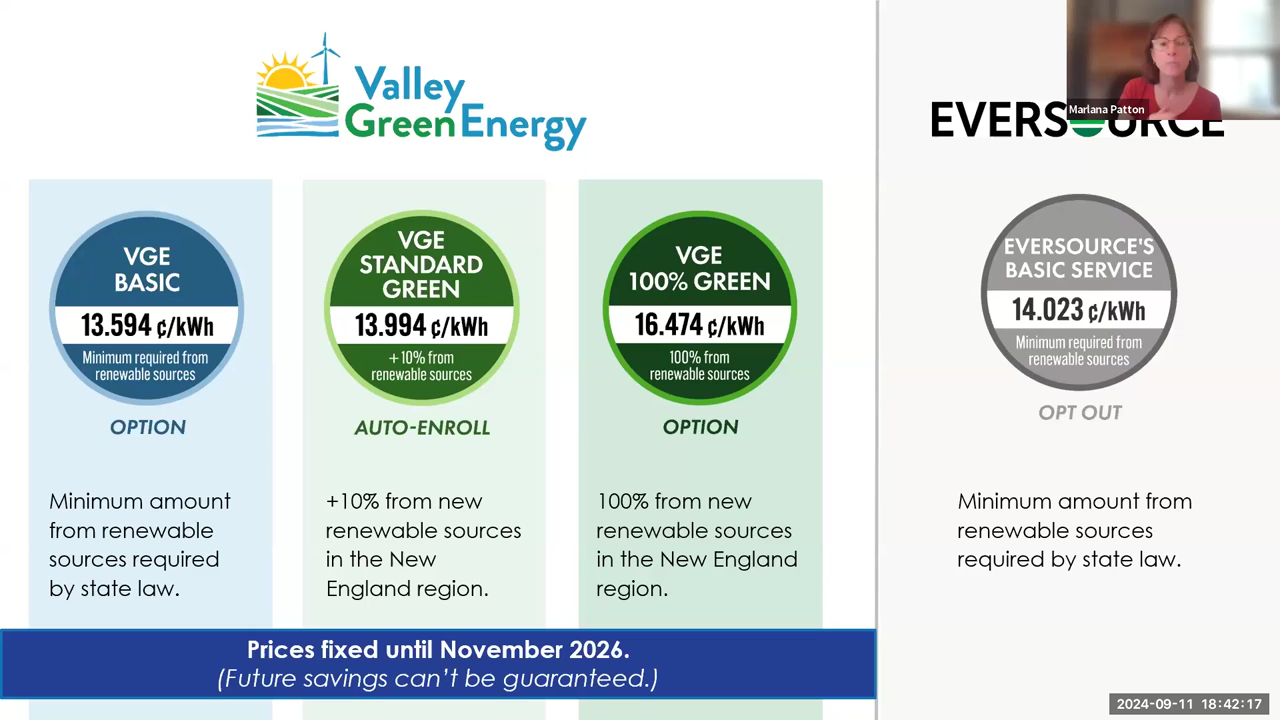 Valley
GreenEnergy
EVERSOURCE
Marlana Patton
VGE
BASIC
13.594 ¢/kWh
Minimum required from
renewable sources
OPTION
Minimum amount
from renewable
sources required
by state law.
VGE
STANDARD
GREEN
13.994 ¢/kWh
+ 10% from
renewable sources
AUTO-ENROLL
+10% from new
renewable sources
in the New
England region.
VGE
100% GREEN
16.474 ¢/kWh
100% from
renewable sources
OPTION
100% from new
renewable sources
in the New England
region.
EVERSOURCE'S
BASIC SERVICE
14.023 ¢/kWh
Minimum required from
renewable sources
OPT OUT
Minimum amount from
renewable sources
required by state law.
Prices fixed until November 2026.
(Future savings can't be guaranteed.)
2024-09-11 18:42:17